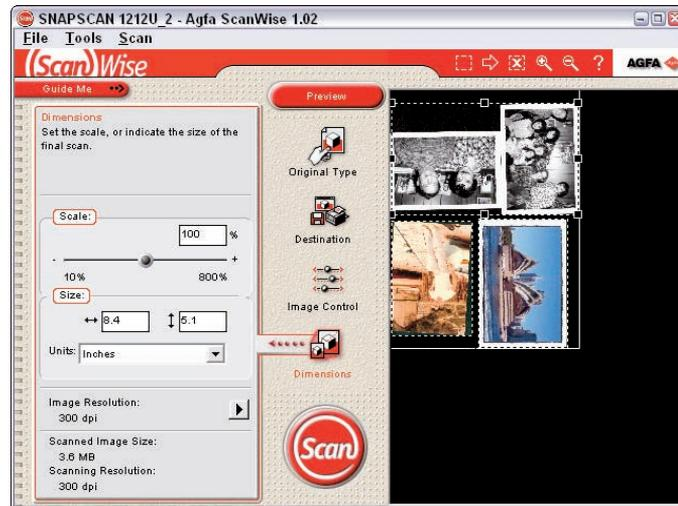 SNAPSCAN 1212U_2 - Agfa ScanWise 1.02
File Tools Scan
(Scan)Wise
AGFA
Guide Me
Preview
Dimensions
Set the scale, or indicate the size of the
final scan.
Original Type
Scale:
100 %
- +
10% 800%
Destination
Size:
8.4 5.1
Units: Inches
Image Control
Dimensions
Image Resolution:
300 dpi
Scanned Image Size:
3.6 MB
Scanning Resolution:
300 dpi
Scan